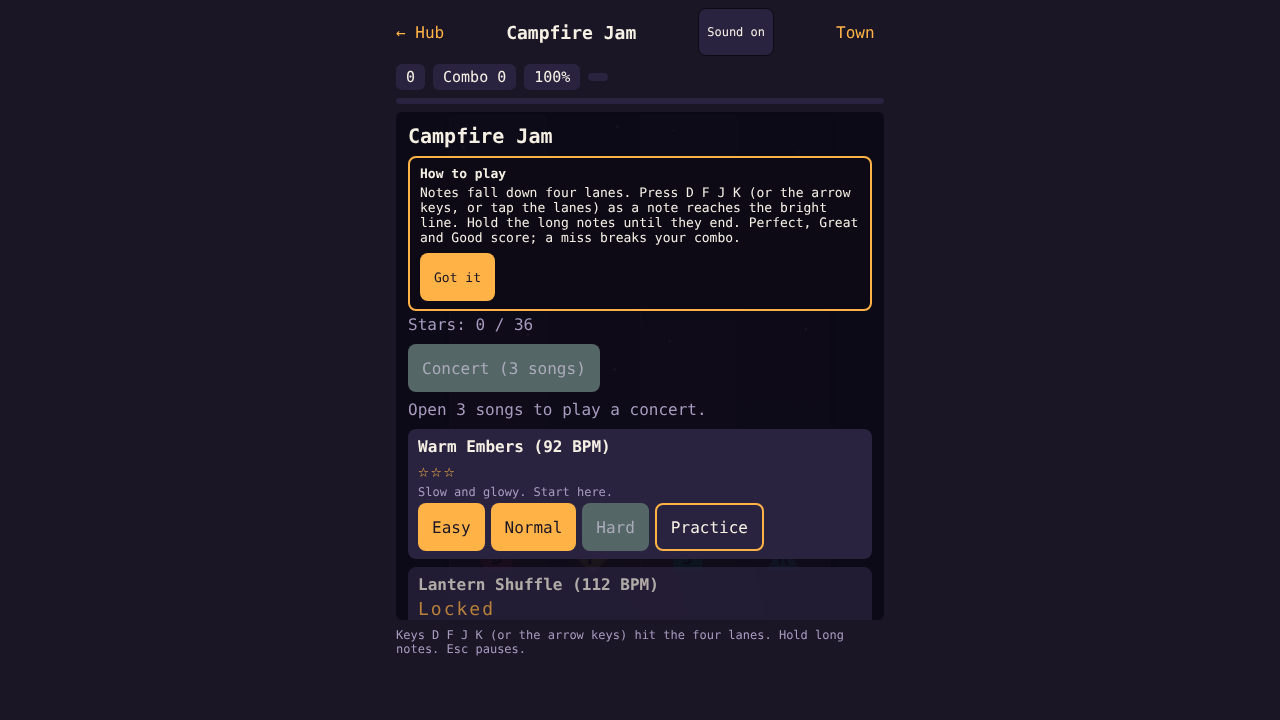 ← Hub
Campfire Jam
Sound on
Town
0
Combo 0
100%
Campfire Jam
How to play
Notes fall down four lanes. Press D F J K (or the arrow
keys, or tap the lanes) as a note reaches the bright
line. Hold the long notes until they end. Perfect, Great
and Good score; a miss breaks your combo.
Got it
Stars: 0 / 36
Concert (3 songs)
Open 3 songs to play a concert.
Warm Embers (92 BPM)
☆☆☆
Slow and glowy. Start here.
Easy
Normal
Hard
Practice
Lantern Shuffle (112 BPM)
Locked
Keys D F J K (or the arrow keys) hit the four lanes. Hold long
notes. Esc pauses.